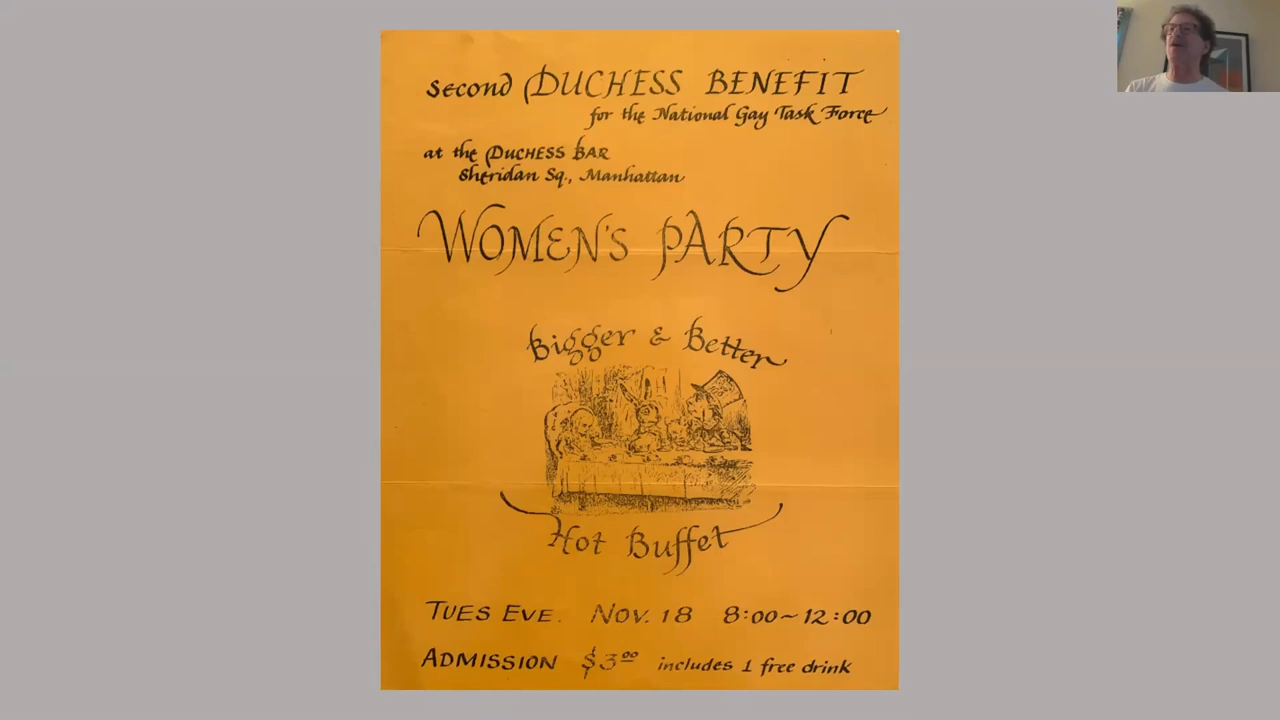 second DUCHESS BENEFIT
for the National Gay Task Force
at the DUCHESS BAR
Sheridan Sq., Manhattan
WOMEN'S PARTY
Bigger & Better
Hot Buffet
TUES EVE. NOV. 18 8:00~12:00
ADMISSION $3.00 includes 1 free drink